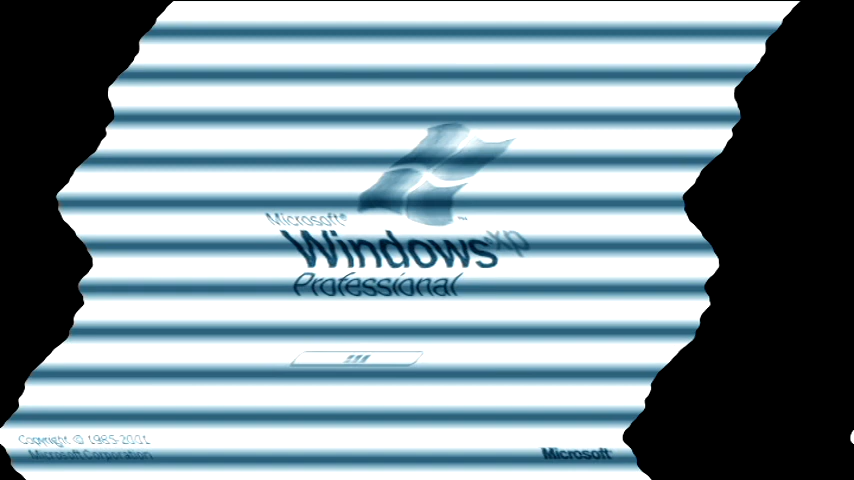 Microsoft®
Windows xp
Professional
Copyright © 1985-2001
Microsoft Corporation
Microsoft